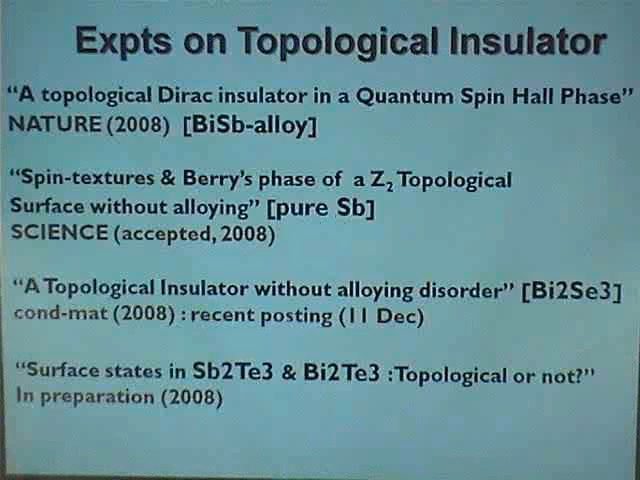 Expts on Topological Insulator
“A topological Dirac insulator in a Quantum Spin Hall Phase”
NATURE (2008) [BiSb-alloy]
“Spin-textures & Berry’s phase of a Z₂ Topological
Surface without alloying” [pure Sb]
SCIENCE (accepted, 2008)
“A Topological Insulator without alloying disorder” [Bi2Se3]
cond-mat (2008) : recent posting (11 Dec)
“Surface states in Sb2Te3 & Bi2Te3 :Topological or not?”
In preparation (2008)